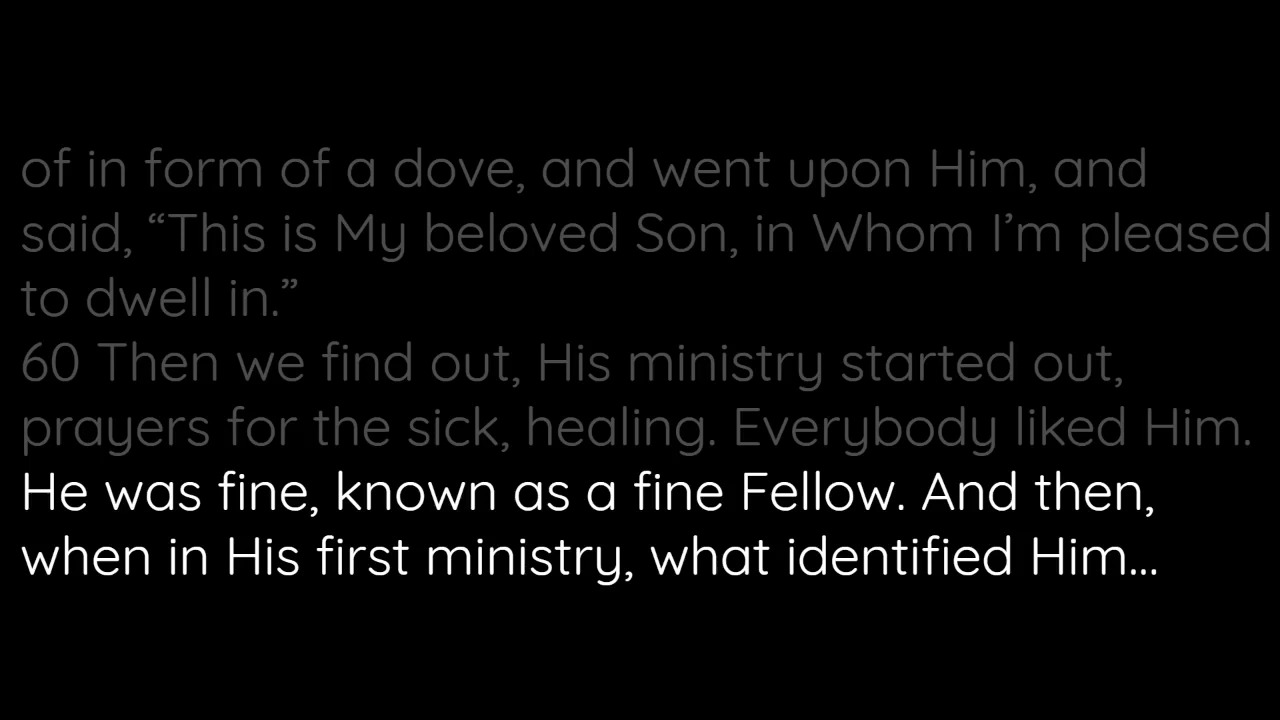 of in form of a dove, and went upon Him, and
said, “This is My beloved Son, in Whom I’m pleased
to dwell in.”
60 Then we find out, His ministry started out,
prayers for the sick, healing. Everybody liked Him.
He was fine, known as a fine Fellow. And then,
when in His first ministry, what identified Him...